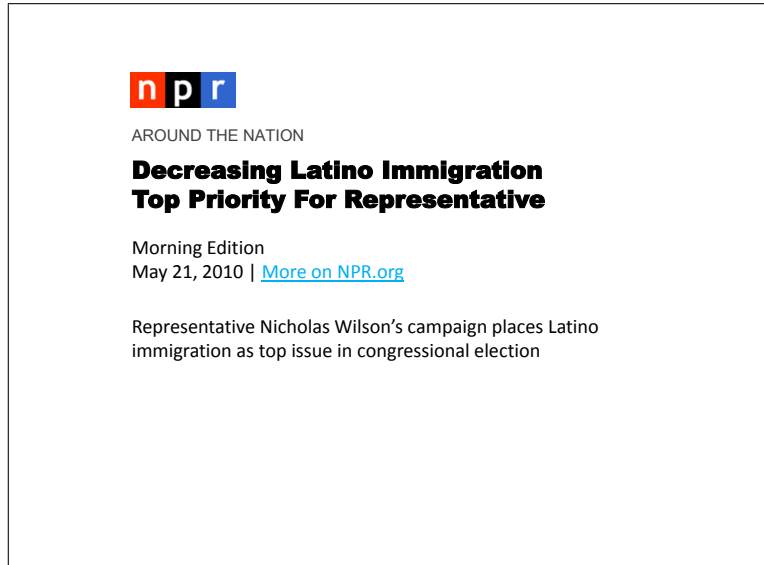 npr
AROUND THE NATION
Decreasing Latino Immigration
Top Priority For Representative
Morning Edition
May 21, 2010 | More on NPR.org
Representative Nicholas Wilson’s campaign places Latino
immigration as top issue in congressional election